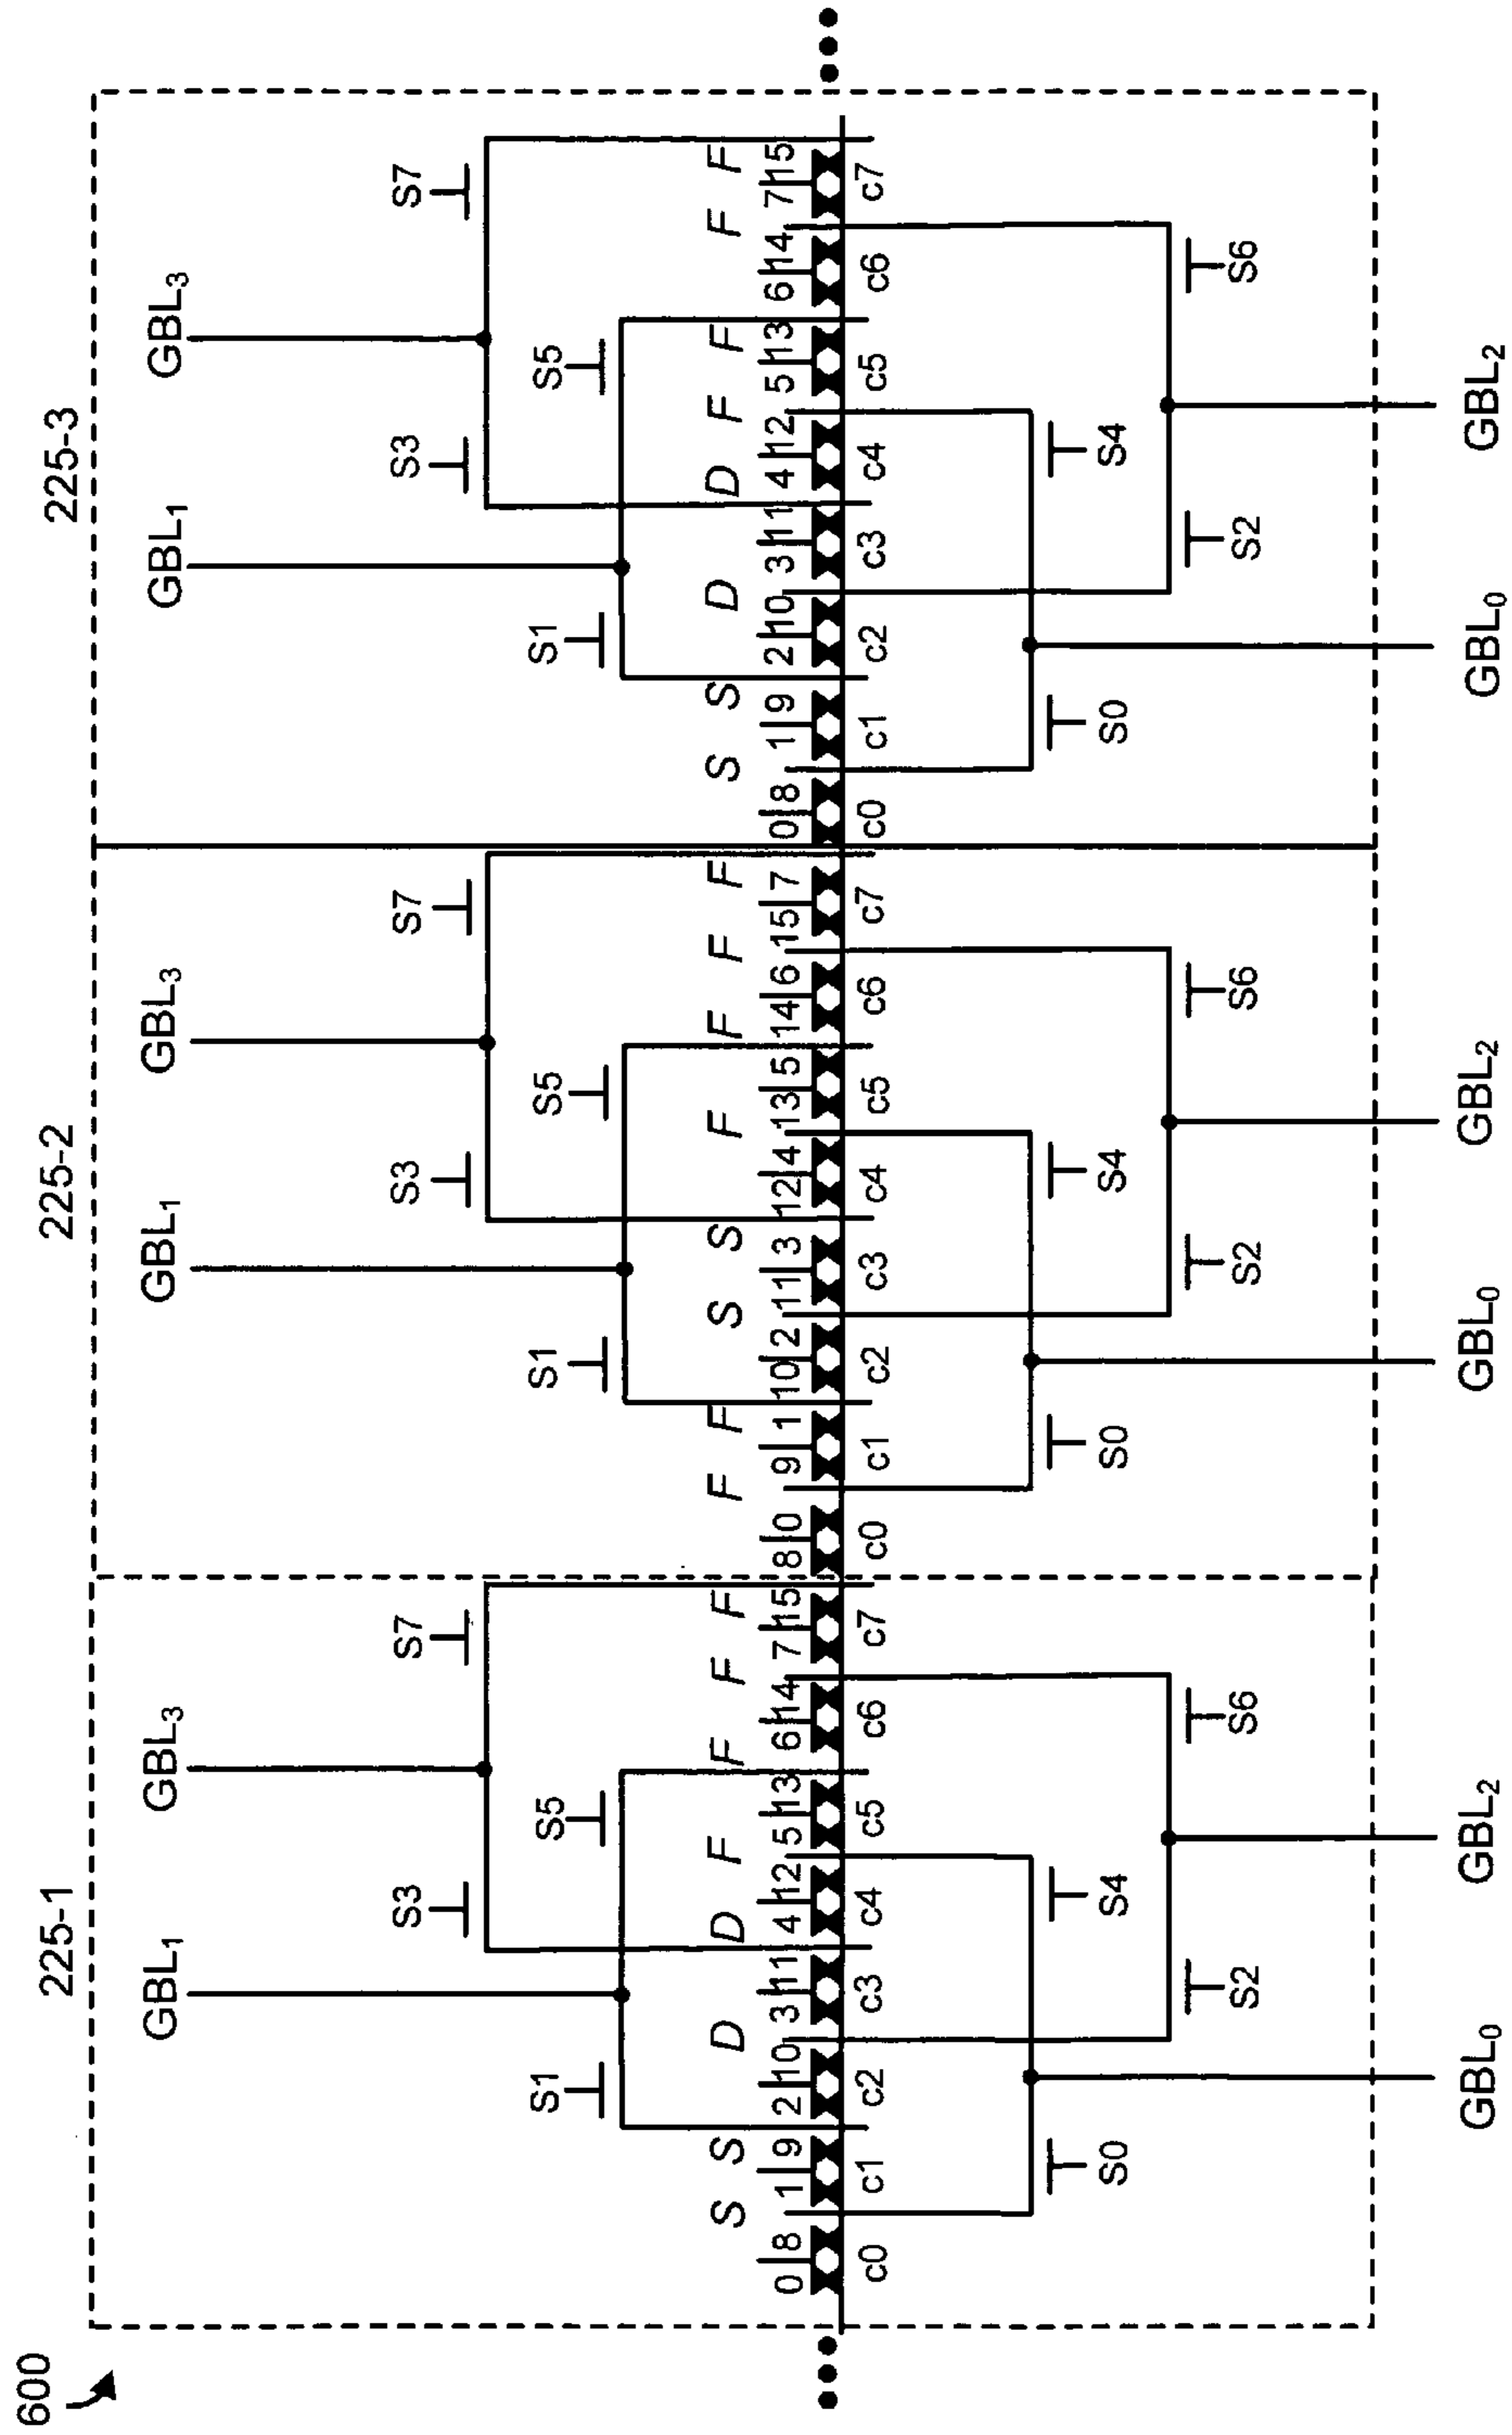 600
225-1 225-2 225-3
GBL₁ GBL₃ GBL₁ GBL₃ GBL₁ GBL₃
S3 S7 S3 S7 S3 S7
S1 S5 S1 S5 S1 S5
S S D D F F F F F F S S F F F F S S D D F F F F
0 8 1 9 2 10 3 11 4 12 5 13 6 14 7 15 8 0 9 1 10 2 11 3 12 4 13 5 14 6 15 7 0 8 1 9 2 10 3 11 4 12 5 13 6 14 7 15
c0 c1 c2 c3 c4 c5 c6 c7 c0 c1 c2 c3 c4 c5 c6 c7 c0 c1 c2 c3 c4 c5 c6 c7
S0 S4 S0 S4 S0 S4
S2 S6 S2 S6 S2 S6
GBL₀ GBL₂ GBL₀ GBL₂ GBL₀ GBL₂